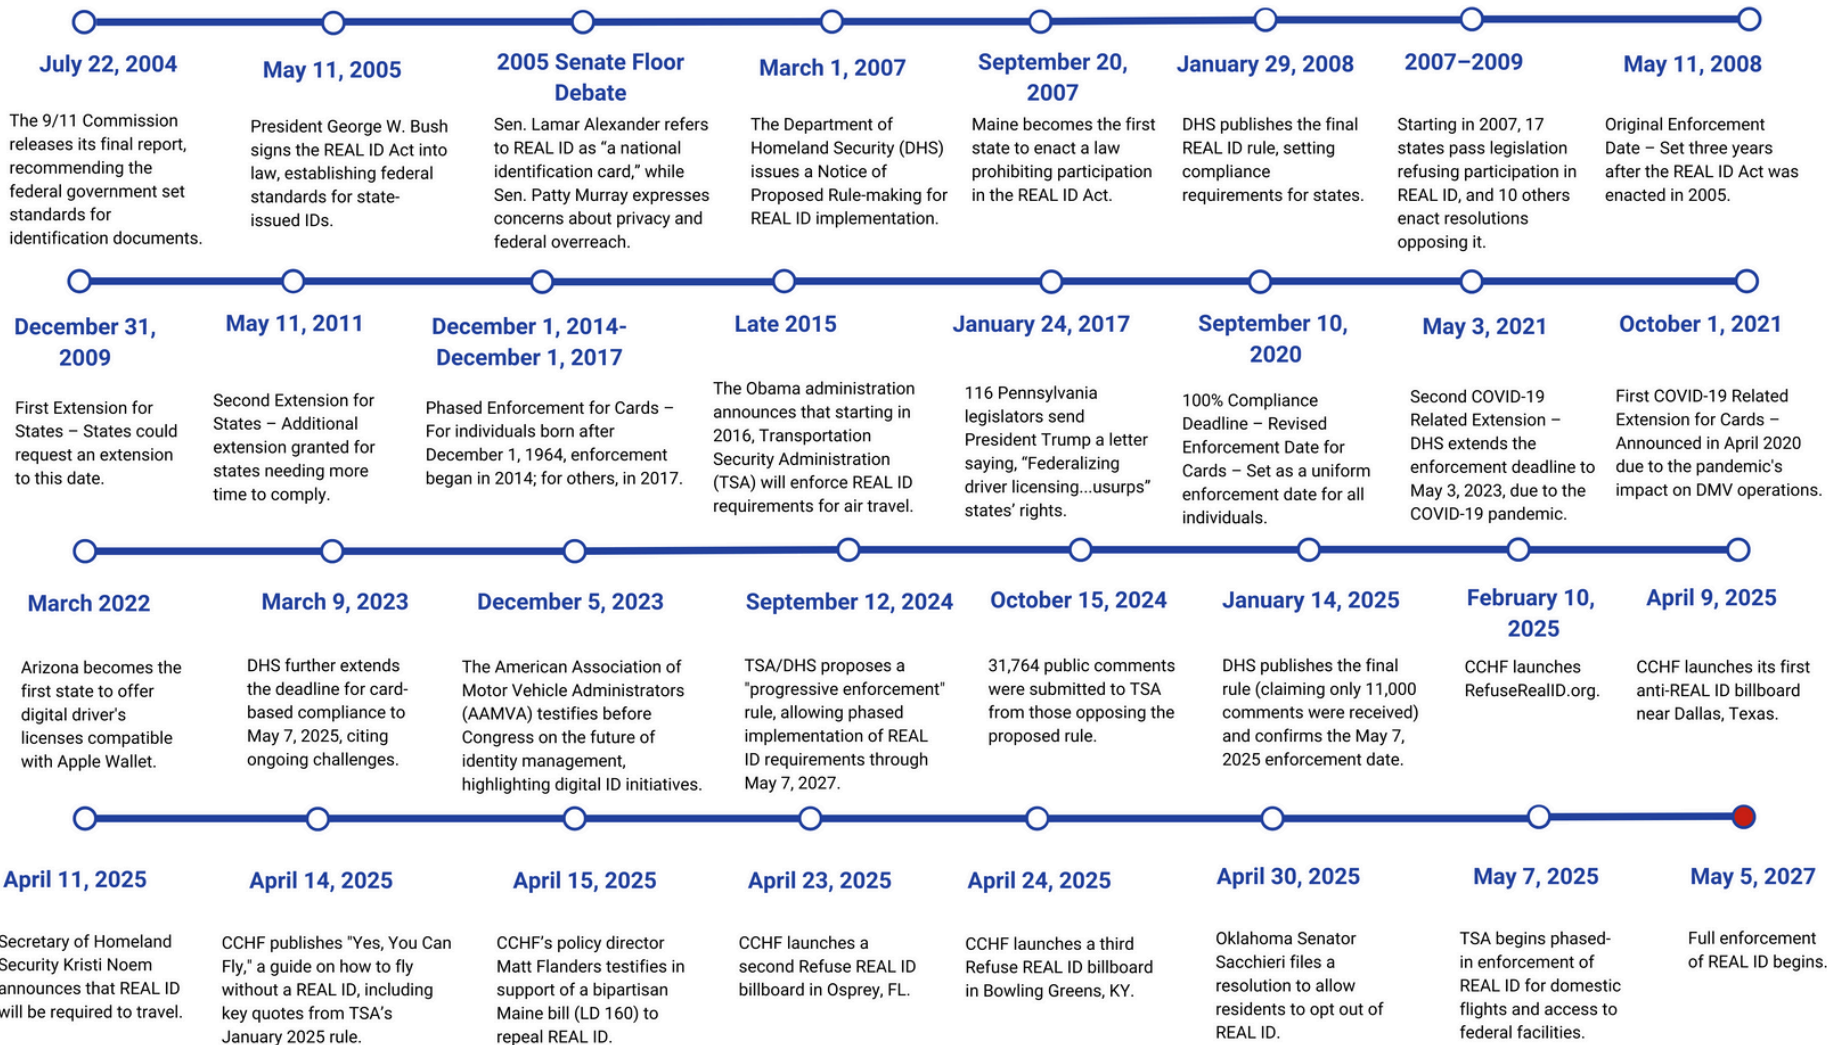 July 22, 2004
The 9/11 Commission
releases its final report,
recommending the
federal government set
standards for
identification documents.
May 11, 2005
President George W. Bush
signs the REAL ID Act into
law, establishing federal
standards for state-
issued IDs.
2005 Senate Floor
Debate
Sen. Lamar Alexander refers
to REAL ID as “a national
identification card,” while
Sen. Patty Murray expresses
concerns about privacy and
federal overreach.
March 1, 2007
The Department of
Homeland Security (DHS)
issues a Notice of
Proposed Rule-making for
REAL ID implementation.
September 20,
2007
Maine becomes the first
state to enact a law
prohibiting participation
in the REAL ID Act.
January 29, 2008
DHS publishes the final
REAL ID rule, setting
compliance
requirements for states.
2007–2009
Starting in 2007, 17
states pass legislation
refusing participation in
REAL ID, and 10 others
enact resolutions
opposing it.
May 11, 2008
Original Enforcement
Date – Set three years
after the REAL ID Act was
enacted in 2005.
December 31,
2009
First Extension for
States – States could
request an extension
to this date.
May 11, 2011
Second Extension for
States – Additional
extension granted for
states needing more
time to comply.
December 1, 2014-
December 1, 2017
Phased Enforcement for Cards –
For individuals born after
December 1, 1964, enforcement
began in 2014; for others, in 2017.
Late 2015
The Obama administration
announces that starting in
2016, Transportation
Security Administration
(TSA) will enforce REAL ID
requirements for air travel.
January 24, 2017
116 Pennsylvania
legislators send
President Trump a letter
saying, “Federalizing
driver licensing...usurps”
states’ rights.
September 10,
2020
100% Compliance
Deadline – Revised
Enforcement Date for
Cards – Set as a uniform
enforcement date for all
individuals.
May 3, 2021
Second COVID-19
Related Extension –
DHS extends the
enforcement deadline to
May 3, 2023, due to the
COVID-19 pandemic.
October 1, 2021
First COVID-19 Related
Extension for Cards –
Announced in April 2020
due to the pandemic's
impact on DMV operations.
March 2022
Arizona becomes the
first state to offer
digital driver's
licenses compatible
with Apple Wallet.
March 9, 2023
DHS further extends
the deadline for card-
based compliance to
May 7, 2025, citing
ongoing challenges.
December 5, 2023
The American Association of
Motor Vehicle Administrators
(AAMVA) testifies before
Congress on the future of
identity management,
highlighting digital ID initiatives.
September 12, 2024
TSA/DHS proposes a
"progressive enforcement"
rule, allowing phased
implementation of REAL
ID requirements through
May 7, 2027.
October 15, 2024
31,764 public comments
were submitted to TSA
from those opposing the
proposed rule.
January 14, 2025
DHS publishes the final
rule (claiming only 11,000
comments were received)
and confirms the May 7,
2025 enforcement date.
February 10,
2025
CCHF launches
RefuseRealID.org.
April 9, 2025
CCHF launches its first
anti-REAL ID billboard
near Dallas, Texas.
April 11, 2025
Secretary of Homeland
Security Kristi Noem
announces that REAL ID
will be required to travel.
April 14, 2025
CCHF publishes "Yes, You Can
Fly," a guide on how to fly
without a REAL ID, including
key quotes from TSA’s
January 2025 rule.
April 15, 2025
CCHF’s policy director
Matt Flanders testifies in
support of a bipartisan
Maine bill (LD 160) to
repeal REAL ID.
April 23, 2025
CCHF launches a
second Refuse REAL ID
billboard in Osprey, FL.
April 24, 2025
CCHF launches a third
Refuse REAL ID billboard
in Bowling Greens, KY.
April 30, 2025
Oklahoma Senator
Sacchieri files a
resolution to allow
residents to opt out of
REAL ID.
May 7, 2025
TSA begins phased-
in enforcement of
REAL ID for domestic
flights and access to
federal facilities.
May 5, 2027
Full enforcement
of REAL ID begins.